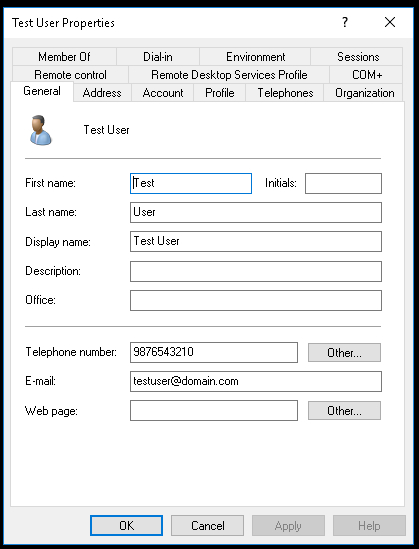 Test User Properties ?
Member Of Dial-in Environment Sessions
Remote control Remote Desktop Services Profile COM+
General Address Account Profile Telephones Organization
Test User
First name: Test Initials:
Last name: User
Display name: Test User
Description:
Office:
Telephone number: 9876543210 Other...
E-mail: testuser@domain.com
Web page: Other...
OK Cancel Apply Help